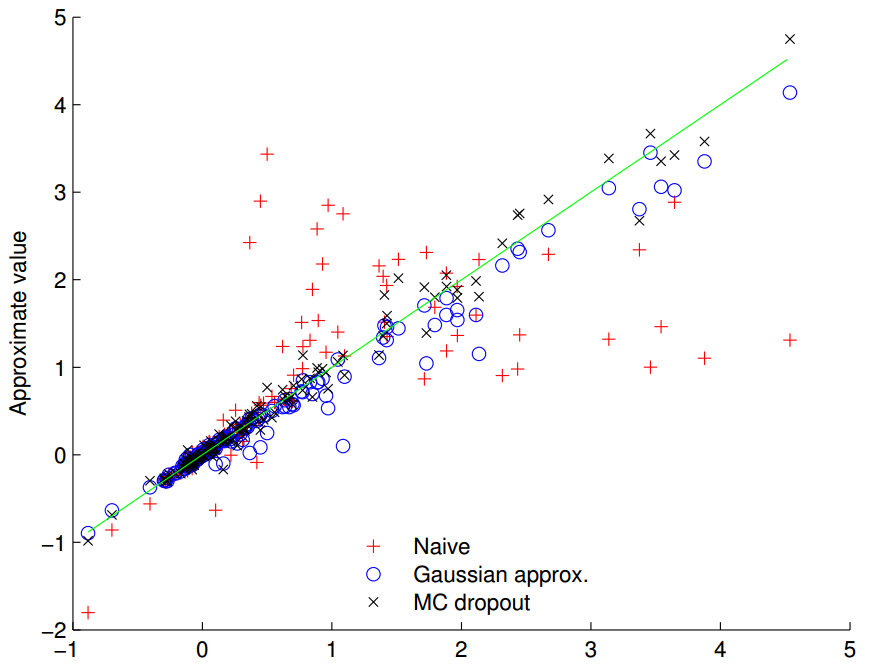 5
4
3
2
1
0
−1
−2
Approximate value
Naive
Gaussian approx.
MC dropout
−1 0 1 2 3 4 5